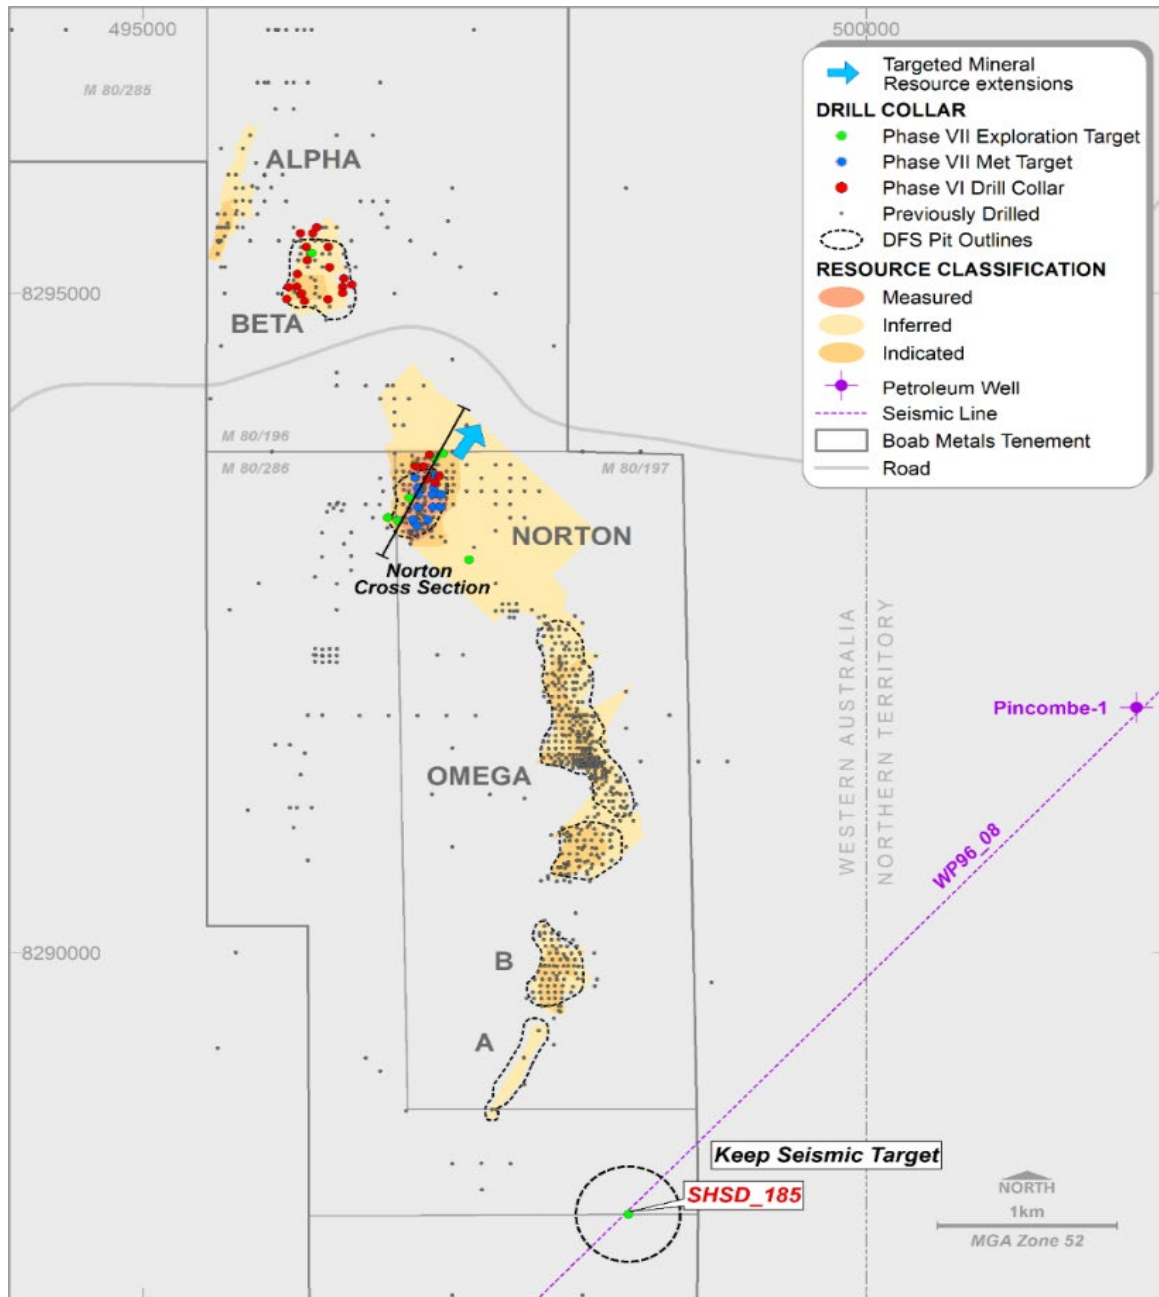 495000
500000
M 80/285
ALPHA
Targeted Mineral
Resource extensions
DRILL COLLAR
Phase VII Exploration Target
Phase VII Met Target
Phase VI Drill Collar
Previously Drilled
DFS Pit Outlines
RESOURCE CLASSIFICATION
Measured
Inferred
Indicated
Petroleum Well
Seismic Line
Boab Metals Tenement
Road
8295000
BETA
M 80/196
M 80/286
M 80/197
NORTON
Norton
Cross Section
WESTERN AUSTRALIA
NORTHERN TERRITORY
Pincombe-1
OMEGA
WP96_08
8290000
B
A
Keep Seismic Target
SHSD_185
NORTH
1km
MGA Zone 52